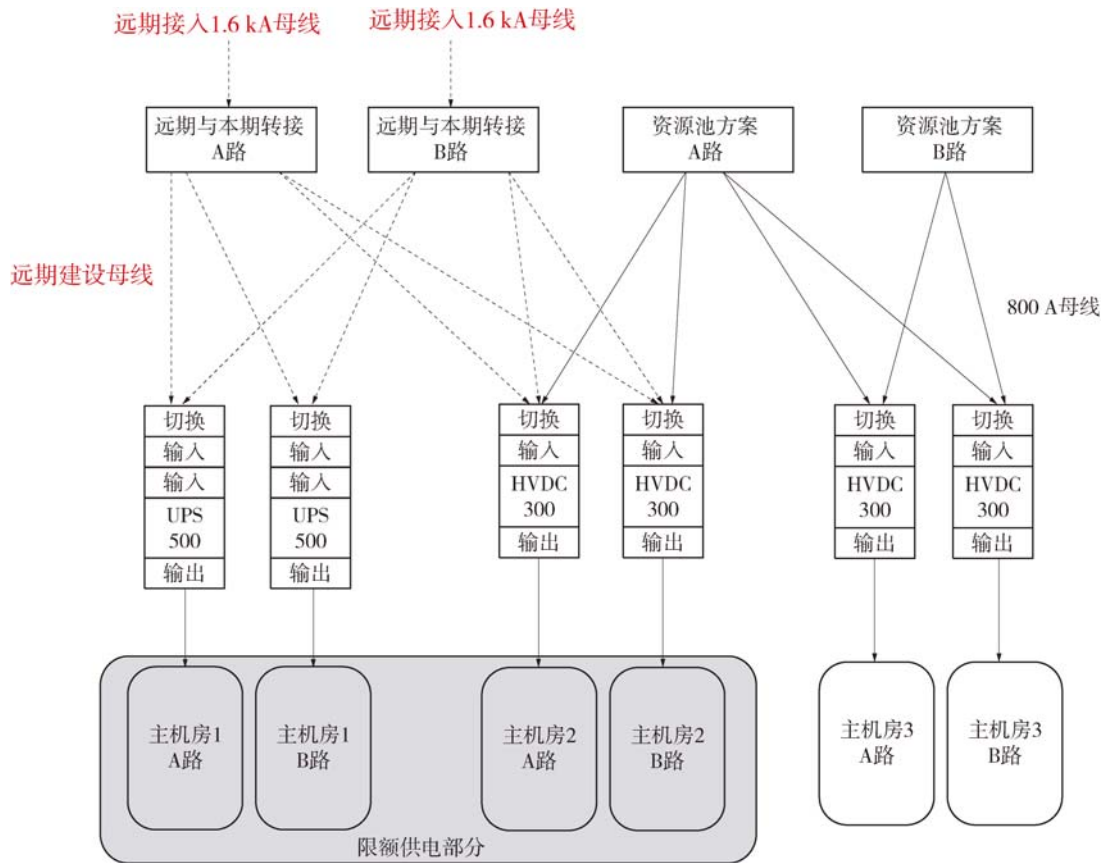 远期接入1.6 kA母线
远期接入1.6 kA母线
远期与本期转接
A路
远期与本期转接
B路
资源池方案
A路
资源池方案
B路
远期建设母线
800 A母线
切换
输入
输入
UPS
500
输出
切换
输入
输入
UPS
500
输出
切换
输入
HVDC
300
输出
切换
输入
HVDC
300
输出
切换
输入
HVDC
300
输出
切换
输入
HVDC
300
输出
主机房1
A路
主机房1
B路
主机房2
A路
主机房2
B路
主机房3
A路
主机房3
B路
限额供电部分